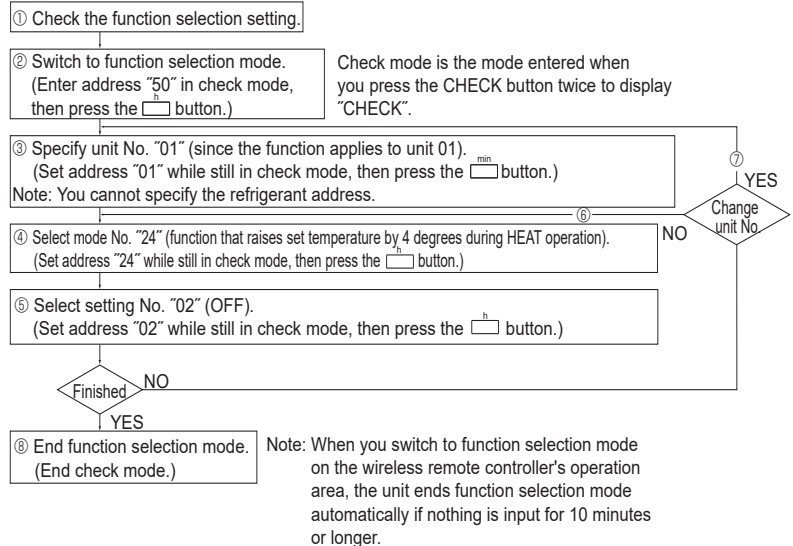 ① Check the function selection setting.
② Switch to function selection mode.
(Enter address ˝50˝ in check mode,
then press the h button.)
Check mode is the mode entered when
you press the CHECK button twice to display
˝CHECK˝.
③ Specify unit No. ˝01˝ (since the function applies to unit 01).
(Set address ˝01˝ while still in check mode, then press the min button.)
Note: You cannot specify the refrigerant address.
⑦
YES
Change
unit No.
⑥
NO
④ Select mode No. ˝24˝ (function that raises set temperature by 4 degrees during HEAT operation).
(Set address ˝24˝ while still in check mode, then press the h button.)
⑤ Select setting No. ˝02˝ (OFF).
(Set address ˝02˝ while still in check mode, then press the h button.)
Finished
NO
YES
⑧ End function selection mode.
(End check mode.)
Note: When you switch to function selection mode
on the wireless remote controller's operation
area, the unit ends function selection mode
automatically if nothing is input for 10 minutes
or longer.